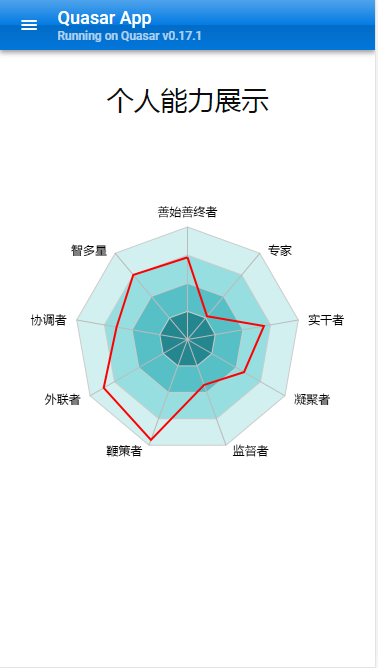 Quasar App
Running on Quasar v0.17.1
个人能力展示
善始善终者
智多星
专家
协调者
实干者
外联者
凝聚者
鞭策者
监督者